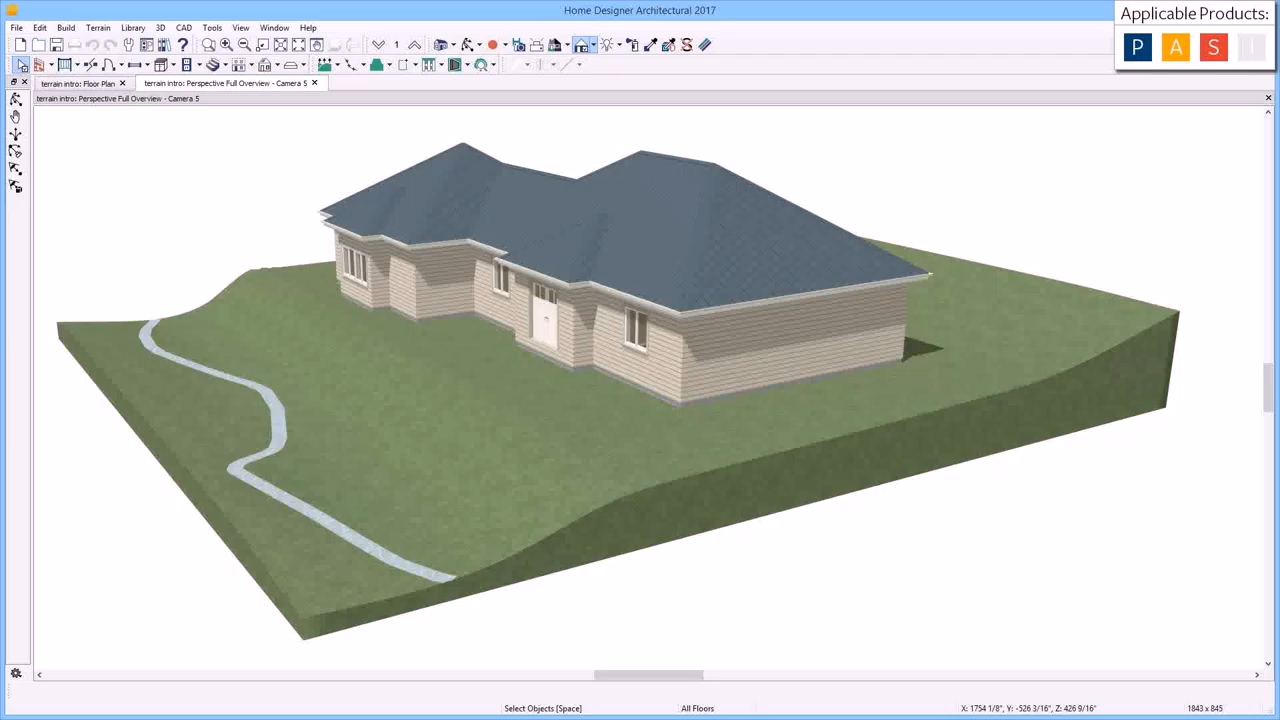 Home Designer Architectural 2017
Applicable Products:
P A S I
File Edit Build Terrain Library 3D CAD Tools View Window Help
1
terrain intro: Floor Plan
terrain intro: Perspective Full Overview - Camera 5
terrain intro: Perspective Full Overview - Camera 5
Select Objects [Space]
All Floors
X: 1754 1/8", Y: -526 3/16", Z: 426 9/16"
1843 x 845